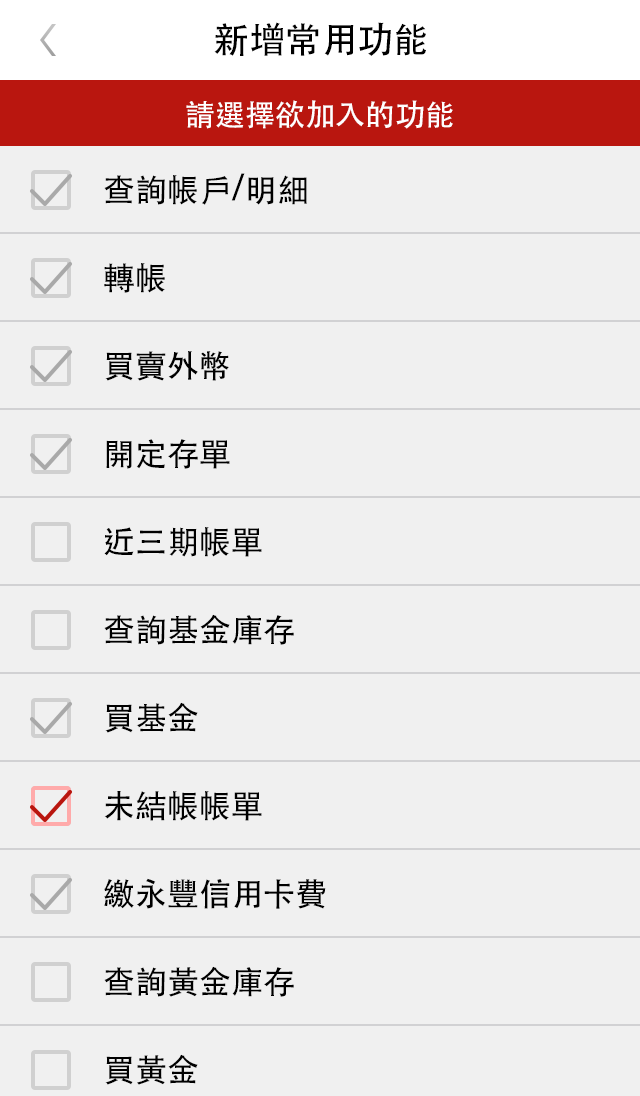 新增常用功能
請選擇欲加入的功能
查詢帳戶/明細
轉帳
買賣外幣
開定存單
近三期帳單
查詢基金庫存
買基金
未結帳帳單
繳永豐信用卡費
查詢黃金庫存
買黃金